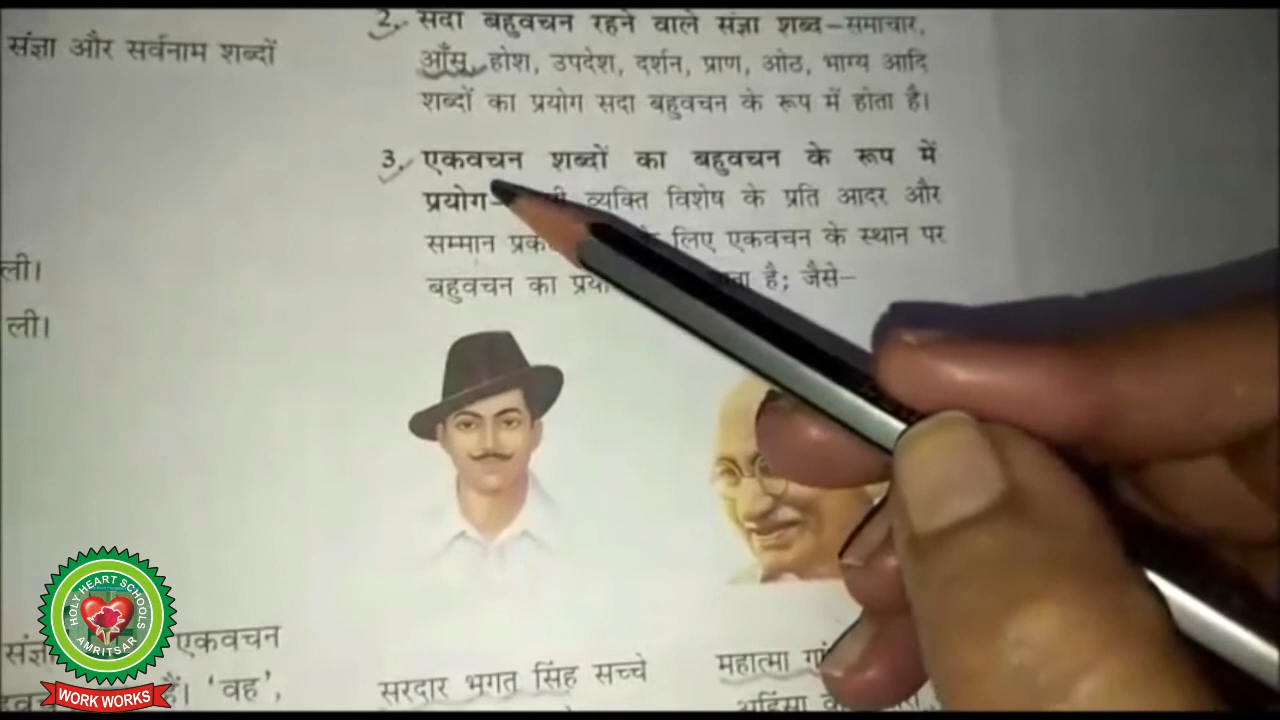 संज्ञा और सर्वनाम शब्दों
ली।
ली।
एकवचन
हैं। 'वह',
2. सदा बहुवचन रहने वाले संज्ञा शब्द–समाचार,
आँसू, होश, उपदेश, दर्शन, प्राण, ओठ, भाग्य आदि
शब्दों का प्रयोग सदा बहुवचन के रूप में होता है।
3. एकवचन शब्दों का बहुवचन के रूप में
प्रयोग– व्यक्ति विशेष के प्रति आदर और
सम्मान लिए एकवचन के स्थान पर
बहुवचन का है; जैसे–
सरदार भगत सिंह सच्चे
महात्मा
अहिंसा
HOLY HEART SCHOOLS
AMRITSAR
WORK WORKS